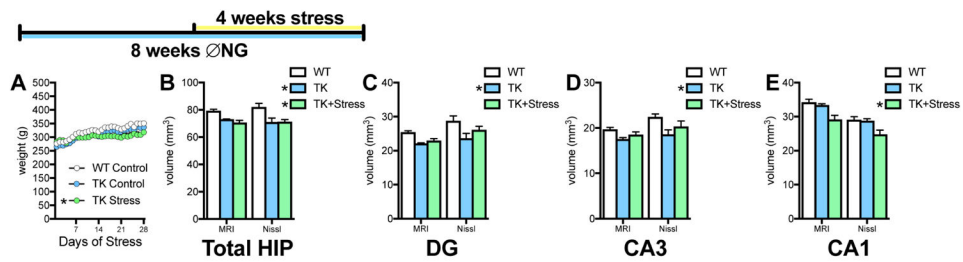 4 weeks stress
8 weeks ∅NG
A
weight (g)
500
450
400
350
300
250
200
150
100
50
0
WT Control
TK Control
* TK Stress
7 14 21 28
Days of Stress
B
WT
* TK
* TK+Stress
volume (mm³)
100
80
60
40
20
0
MRI Nissl
Total HIP
C
WT
* TK
TK+Stress
volume (mm³)
40
30
20
10
0
MRI Nissl
DG
D
WT
* TK
TK+Stress
volume (mm³)
30
20
10
0
MRI Nissl
CA3
E
WT
TK
* TK+Stress
volume (mm³)
40
30
20
10
0
MRI Nissl
CA1